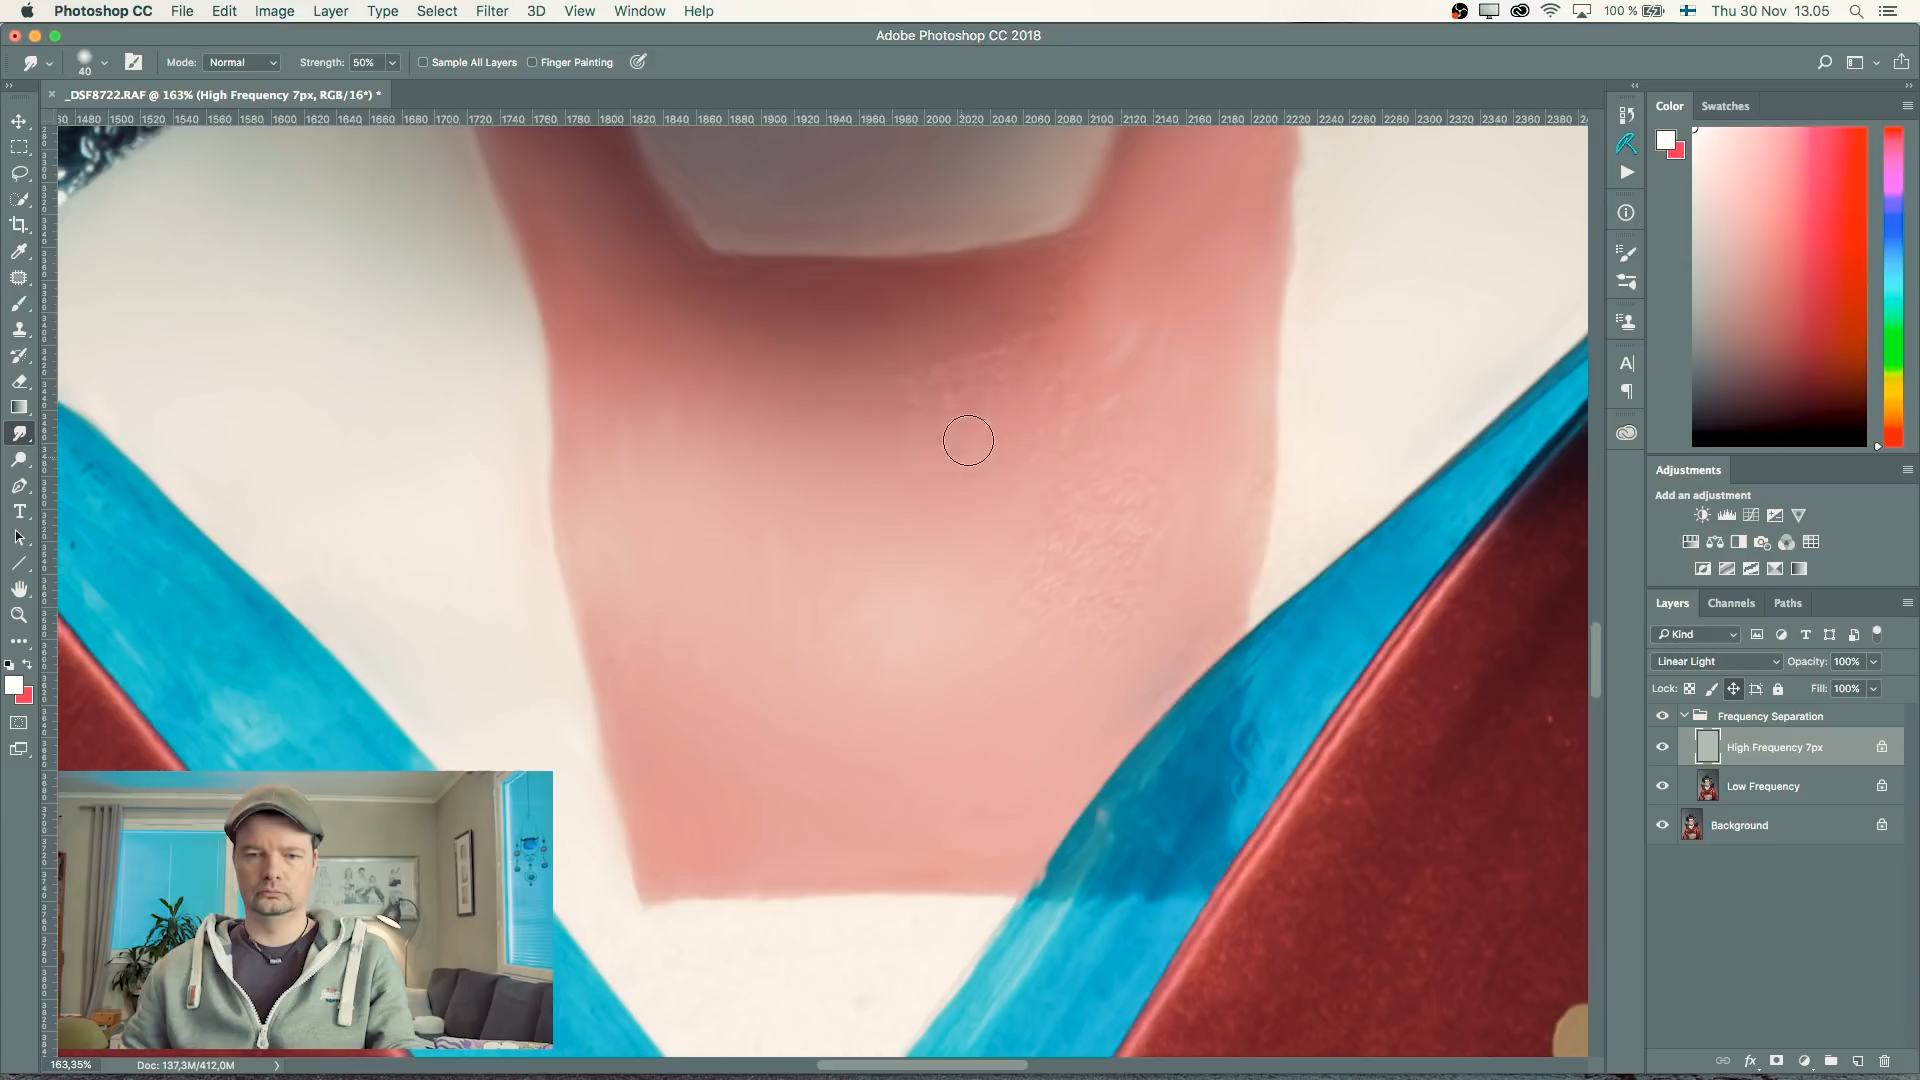 Photoshop CC File Edit Image Layer Type Select Filter 3D View Window Help 100 % Thu 30 Nov 13.05
Adobe Photoshop CC 2018
40 Mode: Normal Strength: 50% Sample All Layers Finger Painting
_DSF8722.RAF @ 163% (High Frequency 7px, RGB/16*) *
1480 1500 1520 1540 1560 1580 1600 1620 1640 1660 1680 1700 1720 1740 1760 1780 1800 1820 1840 1860 1880 1900 1920 1940 1960 1980 2000 2020 2040 2060 2080 2100 2120 2140 2160 2180 2200 2220 2240 2260 2280 2300 2320 2340 2360 2380
Color Swatches
Adjustments
Add an adjustment
Layers Channels Paths
Kind
Linear Light Opacity: 100%
Lock: Fill: 100%
Frequency Separation
High Frequency 7px
Low Frequency
Background
163,35% Doc: 137,3M/412,0M